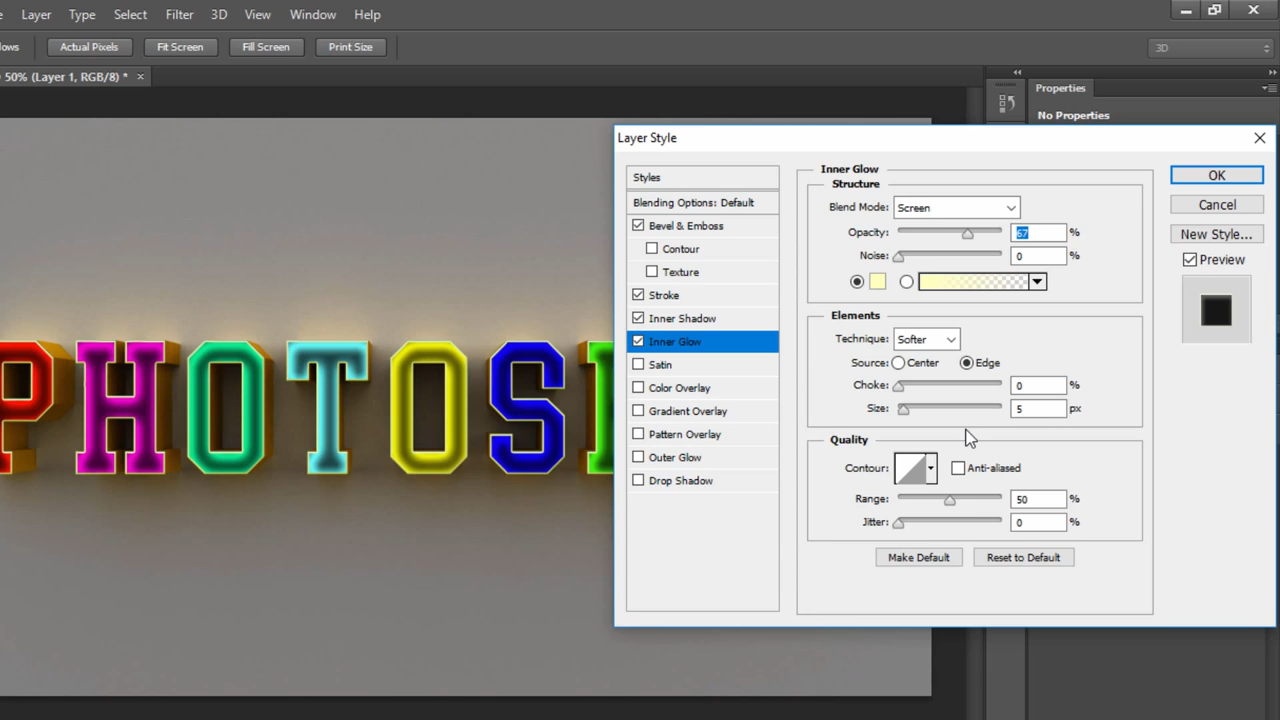 Layer Type Select Filter 3D View Window Help
Actual Pixels Fit Screen Fill Screen Print Size 3D
50% (Layer 1, RGB/8) * ×
Properties
No Properties
PHOTOS
Layer Style
Styles
Blending Options: Default
Bevel & Emboss
Contour
Texture
Stroke
Inner Shadow
Inner Glow
Satin
Color Overlay
Gradient Overlay
Pattern Overlay
Outer Glow
Drop Shadow
Inner Glow
Structure
Blend Mode: Screen
Opacity: 67 %
Noise: 0 %
Elements
Technique: Softer
Source: Center Edge
Choke: 0 %
Size: 5 px
Quality
Contour: Anti-aliased
Range: 50 %
Jitter: 0 %
Make Default Reset to Default
OK
Cancel
New Style...
Preview